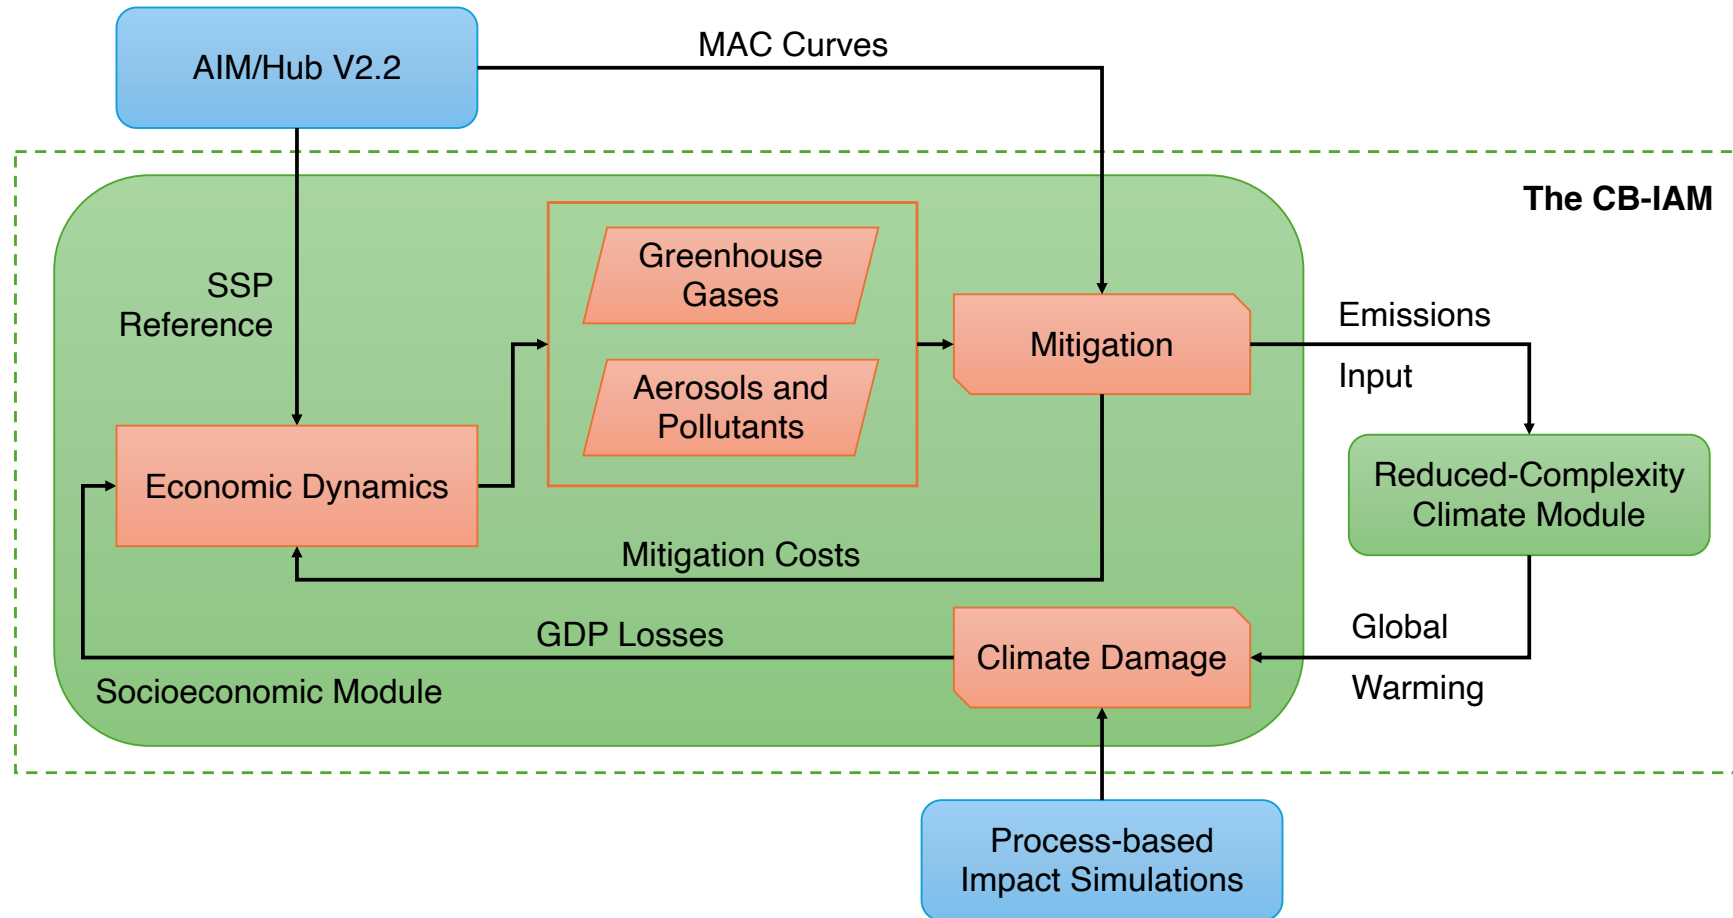 AIM/Hub V2.2
MAC Curves
The CB-IAM
SSP
Reference
Greenhouse
Gases
Aerosols and
Pollutants
Mitigation
Emissions
Input
Economic Dynamics
Reduced-Complexity
Climate Module
Mitigation Costs
GDP Losses
Climate Damage
Global
Warming
Socioeconomic Module
Process-based
Impact Simulations